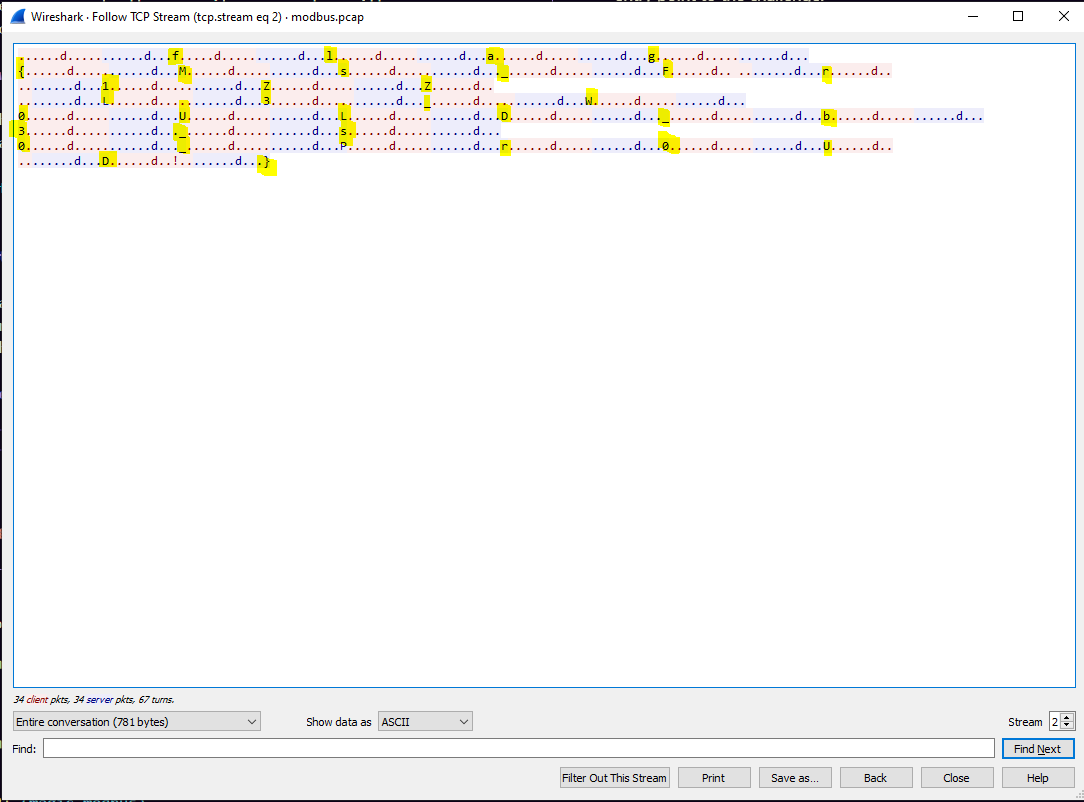 Wireshark · Follow TCP Stream (tcp.stream eq 2) · modbus.pcap
......d...........d...f......d...........d...l......d...........d...a......d...........d...g......d...........d...
{......d...........d...M......d...........d...s......d...........d..._......d...........d...F......d.. ........d...r......d..
........d...1......d...........d...Z......d...........d...Z......d..
........d...L......d...........d...3......d...........d..._......d...........d...W......d...........d...
0......d...........d...U......d...........d...L......d...........d...D......d...........d..._......d...........d...b......d...........d...
3......d...........d..._......d...........d...s......d...........d...
0......d...........d..._......d...........d...P......d...........d...r......d...........d...0......d...........d...U......d..
........d...D......d..!........d...}
34 client pkts, 34 server pkts, 67 turns.
Entire conversation (781 bytes) Show data as ASCII Stream 2
Find: Find Next
Filter Out This Stream Print Save as... Back Close Help